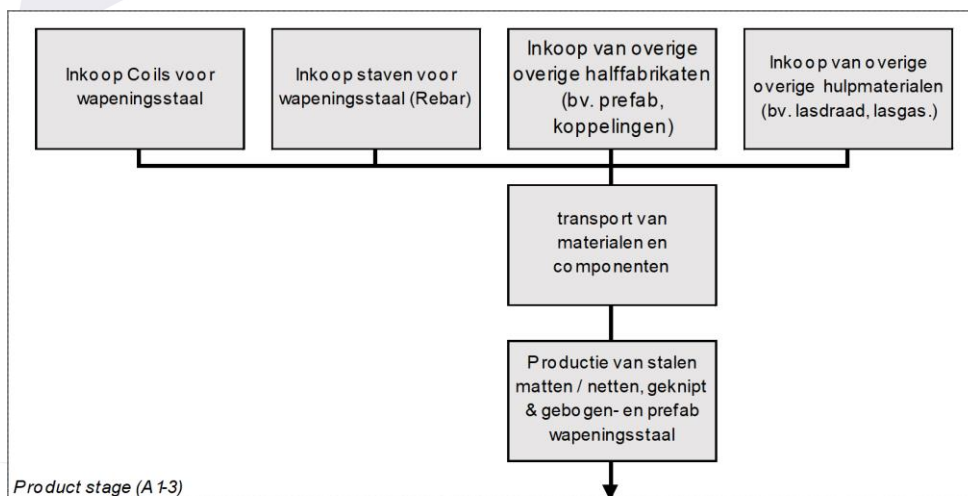 Inkoop Coils voor
wapeningsstaal
Inkoop staven voor
wapeningsstaal (Rebar)
Inkoop van overige
overige halffabrikaten
(bv. prefab,
koppelingen)
Inkoop van overige
overige hulpmaterialen
(bv. lasdraad, lasgas.)
transport van
materialen en
componenten
Productie van stalen
matten / netten, geknipt
& gebogen- en prefab
wapeningsstaal
Product stage (A1-3)